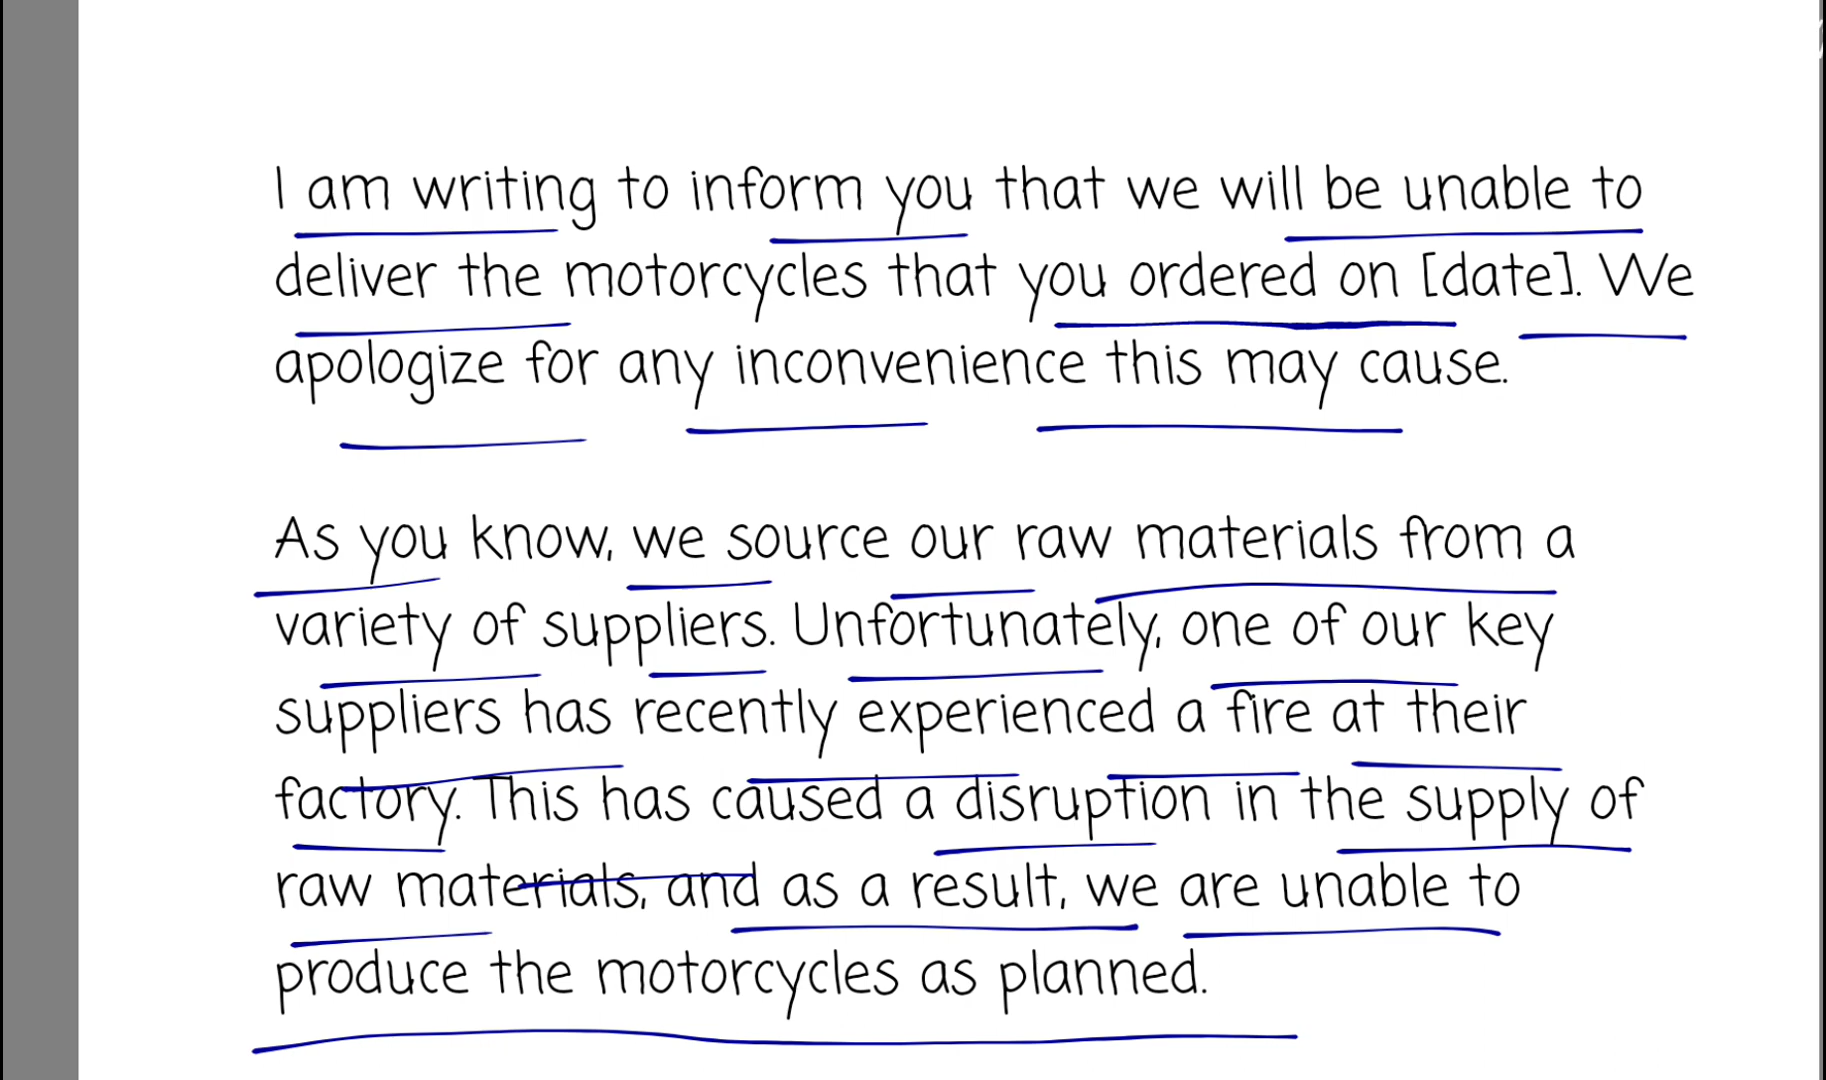 I am writing to inform you that we will be unable to
deliver the motorcycles that you ordered on [date]. We
apologize for any inconvenience this may cause.
As you know, we source our raw materials from a
variety of suppliers. Unfortunately, one of our key
suppliers has recently experienced a fire at their
factory. This has caused a disruption in the supply of
raw materials, and as a result, we are unable to
produce the motorcycles as planned.